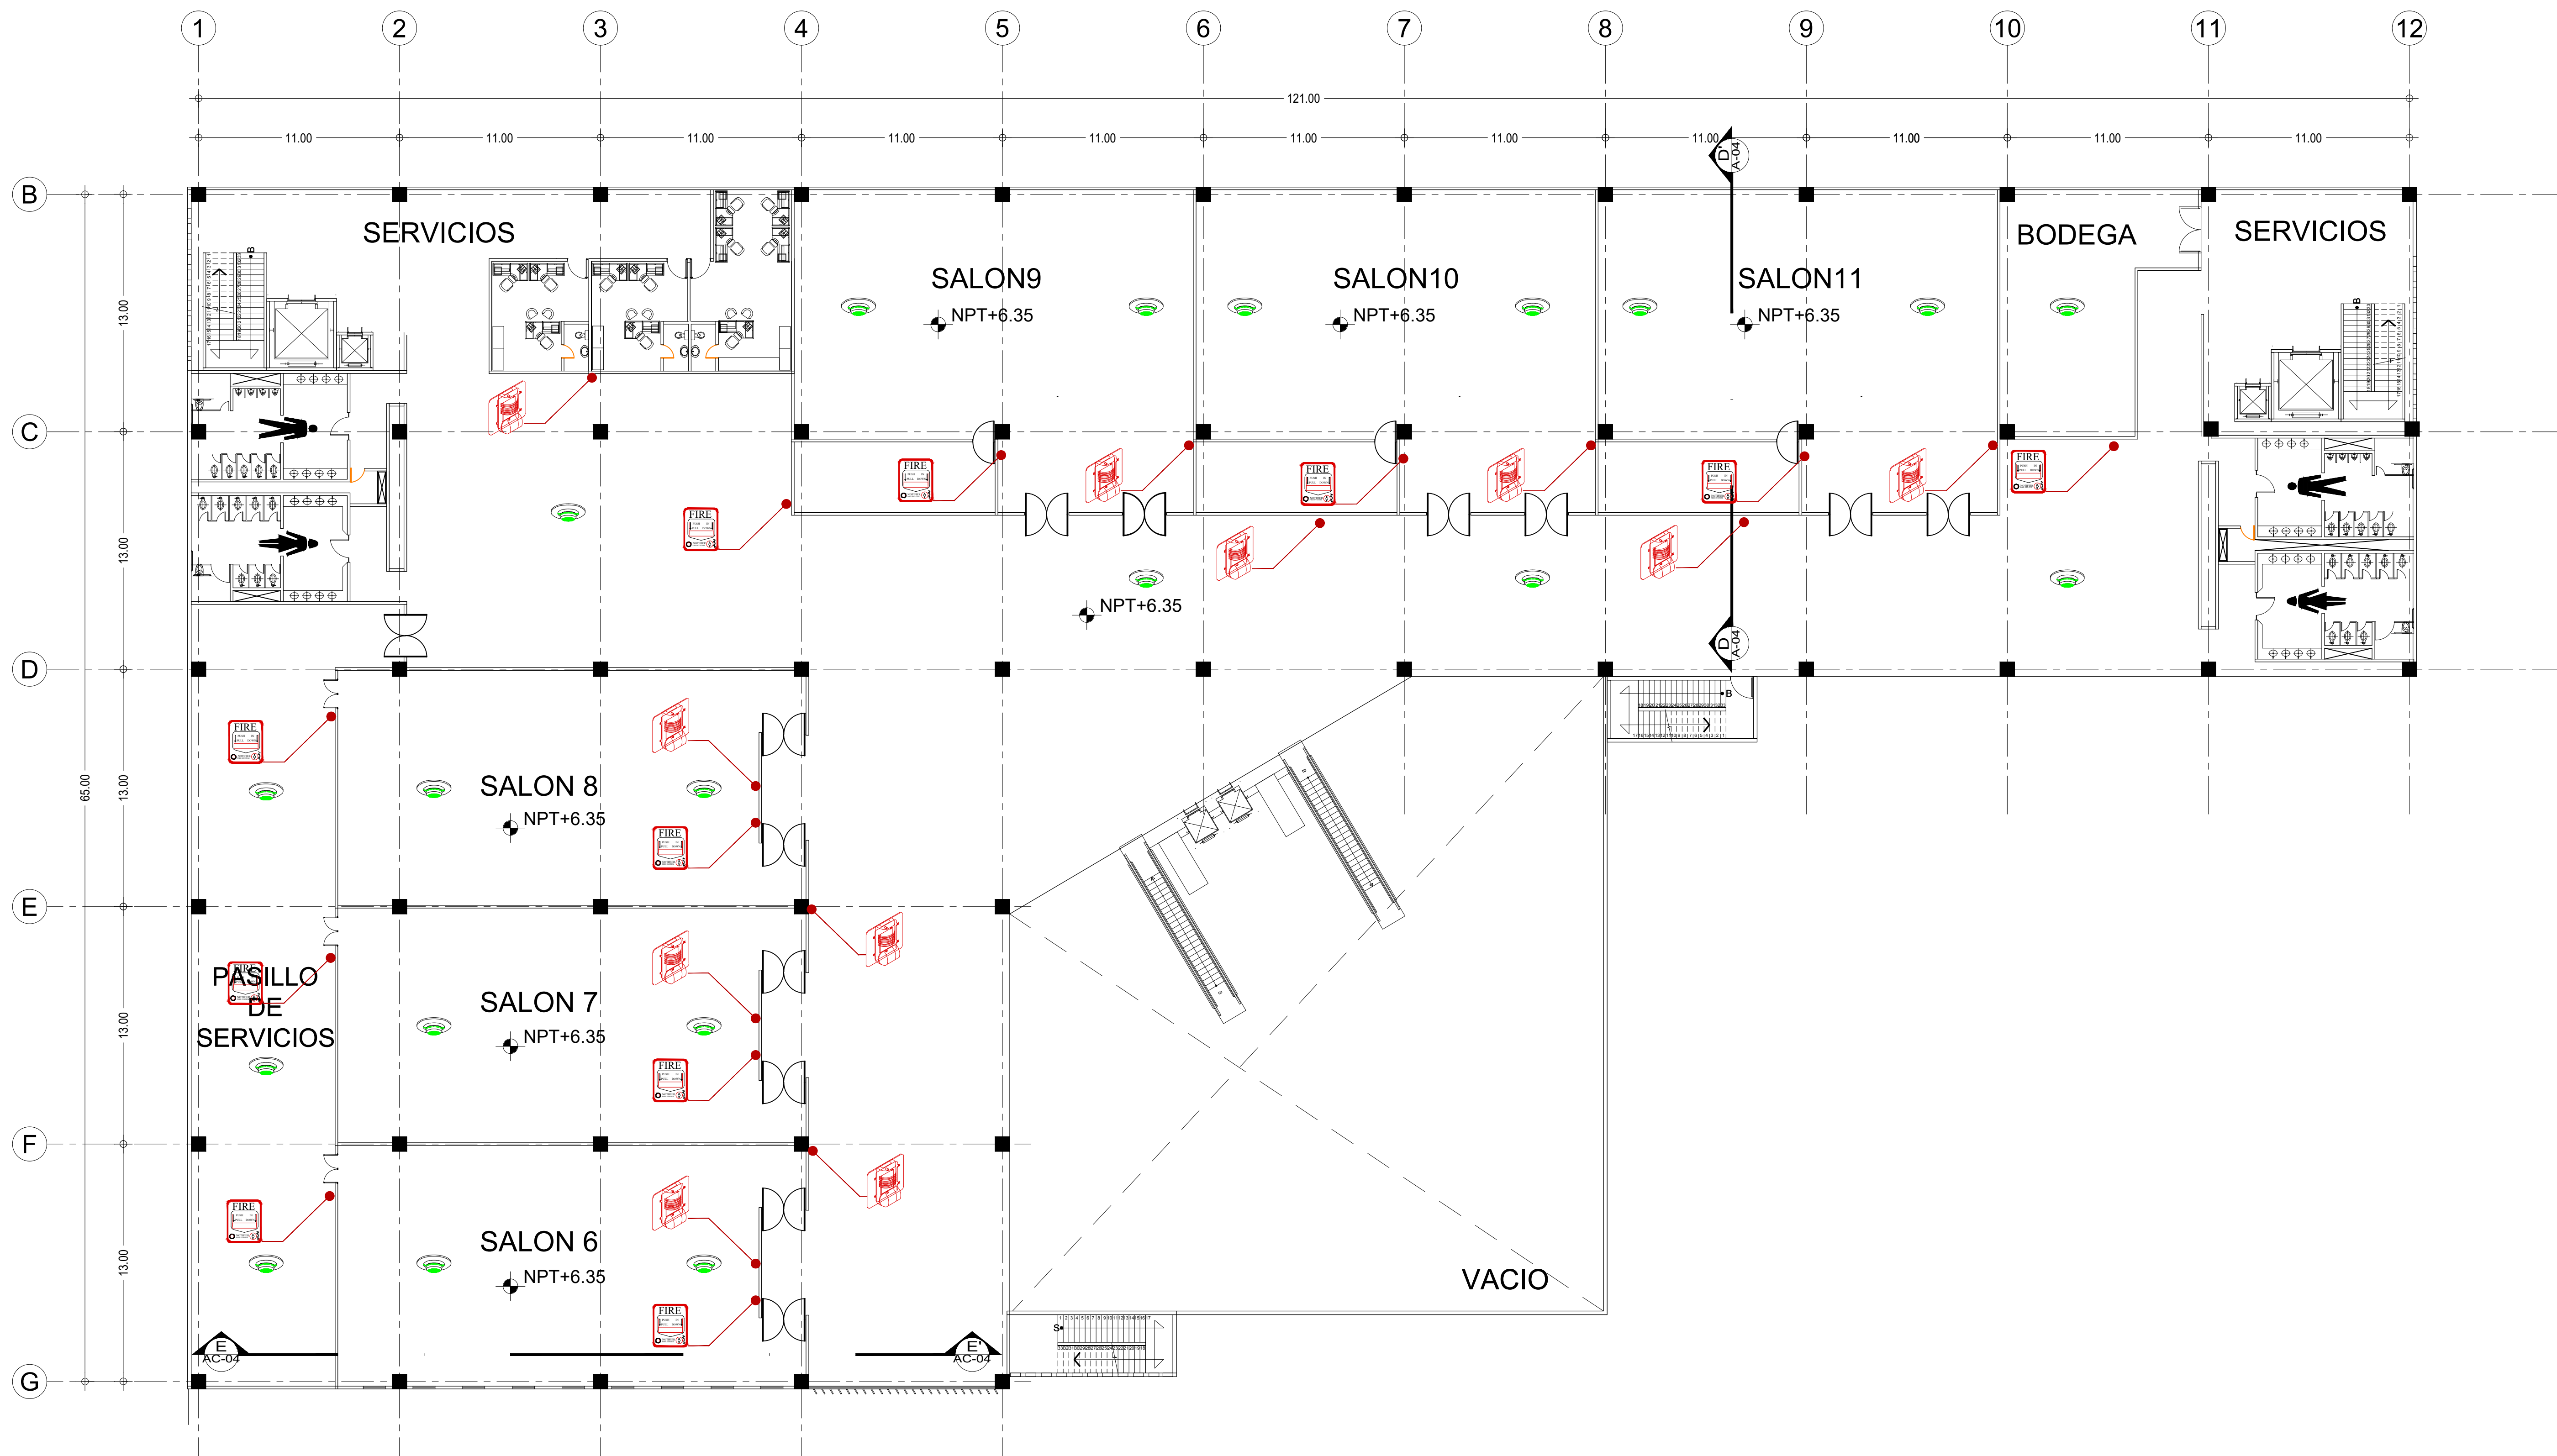 1 2 3 4 5 6 7 8 9 10 11 12
121.00
11.00 11.00 11.00 11.00 11.00 11.00 11.00 11.00 11.00 11.00 11.00
D'
A-04
B
SERVICIOS
BODEGA
SERVICIOS
B
SALON9
SALON10
SALON11
NPT+6.35
NPT+6.35
NPT+6.35
B
13.00
C
FIRE
FIRE
FIRE
FIRE
FIRE
13.00
NPT+6.35
D
A-04
D
B
FIRE
65.00
13.00
SALON 8
NPT+6.35
FIRE
E
PASILLO
DE
SERVICIOS
FIRE
SALON 7
NPT+6.35
13.00
FIRE
F
FIRE
SALON 6
NPT+6.35
13.00
VACIO
FIRE
S
E
AC-04
E'
AC-04
G